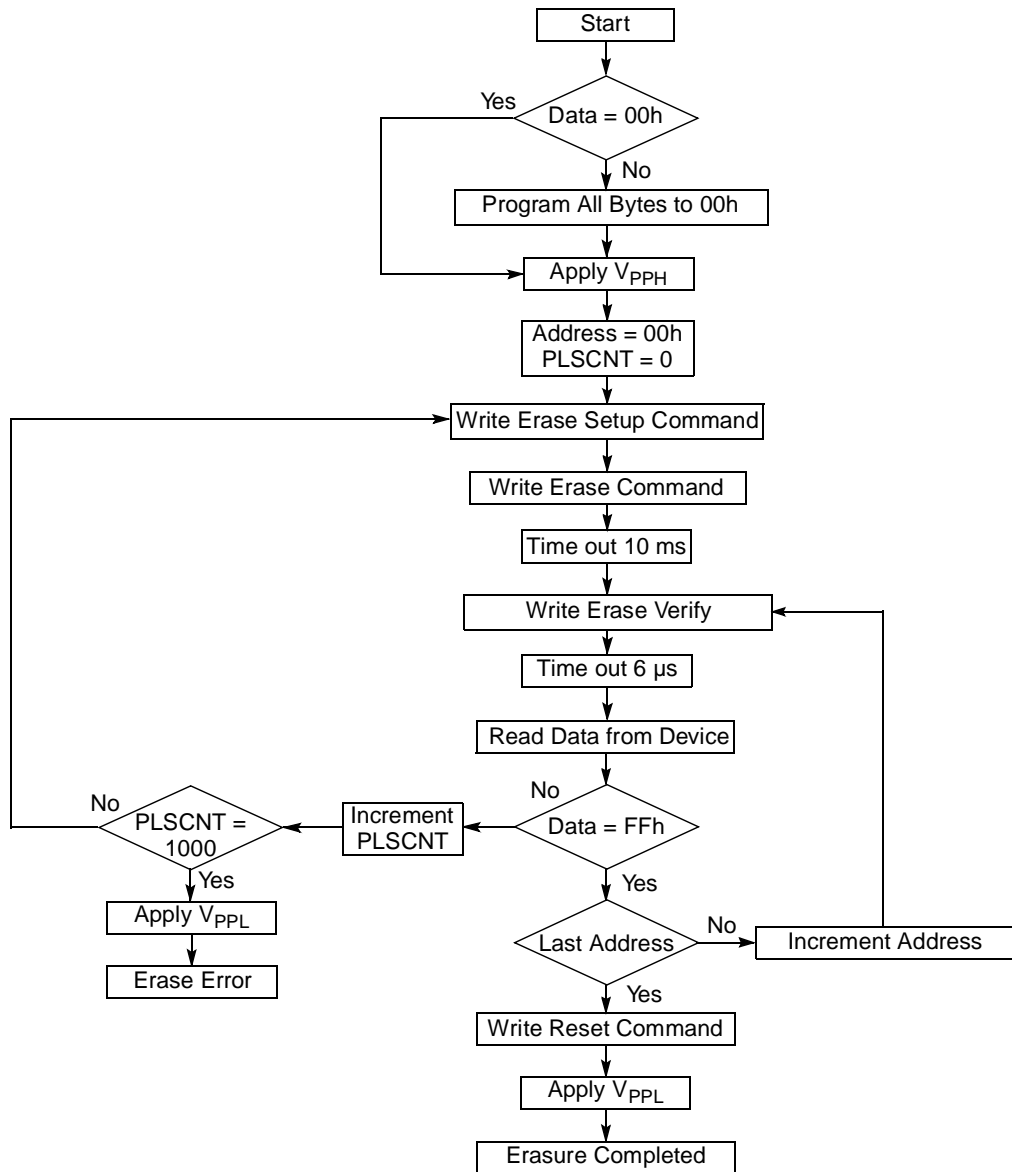 Start
Yes
Data = 00h
No
Program All Bytes to 00h
Apply VPPH
Address = 00h
PLSCNT = 0
Write Erase Setup Command
Write Erase Command
Time out 10 ms
Write Erase Verify
Time out 6 µs
Read Data from Device
No
PLSCNT =
1000
Increment
PLSCNT
No
Data = FFh
Yes
Yes
Apply VPPL
Last Address
No
Increment Address
Erase Error
Yes
Write Reset Command
Apply VPPL
Erasure Completed